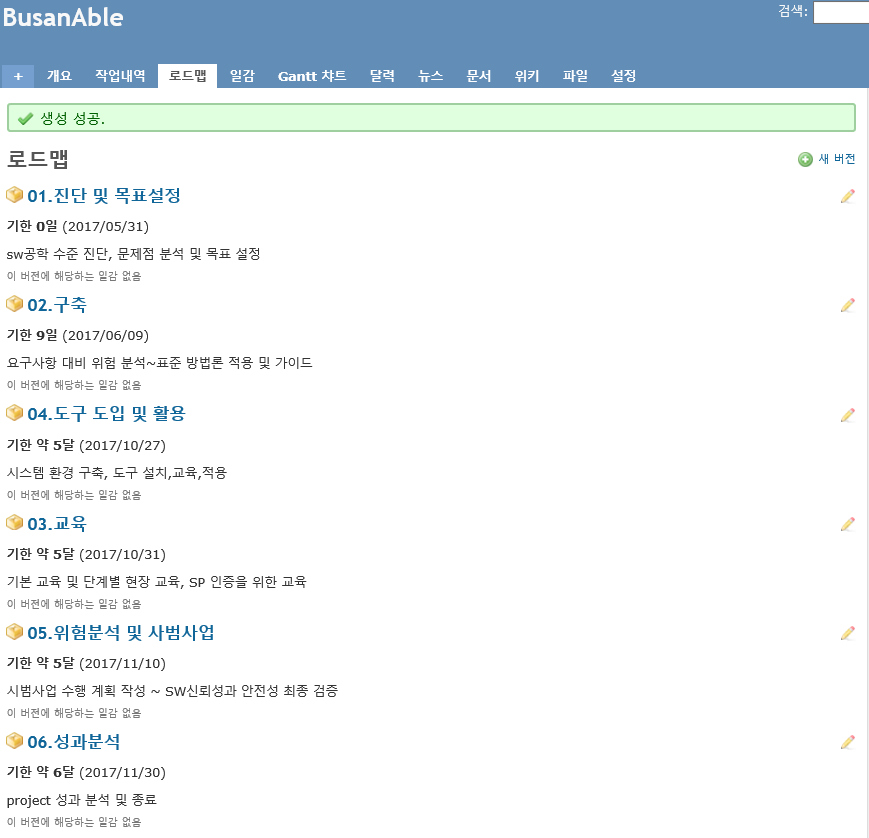 BusanAble
검색:
+ 개요 작업내역 로드맵 일감 Gantt 챠트 달력 뉴스 문서 위키 파일 설정
생성 성공.
로드맵
새 버전
01.진단 및 목표설정
기한 0일 (2017/05/31)
sw공학 수준 진단, 문제점 분석 및 목표 설정
이 버전에 해당하는 일감 없음
02.구축
기한 9일 (2017/06/09)
요구사항 대비 위험 분석~표준 방법론 적용 및 가이드
이 버전에 해당하는 일감 없음
04.도구 도입 및 활용
기한 약 5달 (2017/10/27)
시스템 환경 구축, 도구 설치,교육,적용
이 버전에 해당하는 일감 없음
03.교육
기한 약 5달 (2017/10/31)
기본 교육 및 단계별 현장 교육, SP 인증을 위한 교육
이 버전에 해당하는 일감 없음
05.위험분석 및 사범사업
기한 약 5달 (2017/11/10)
시범사업 수행 계획 작성 ~ SW신뢰성과 안전성 최종 검증
이 버전에 해당하는 일감 없음
06.성과분석
기한 약 6달 (2017/11/30)
project 성과 분석 및 종료
이 버전에 해당하는 일감 없음